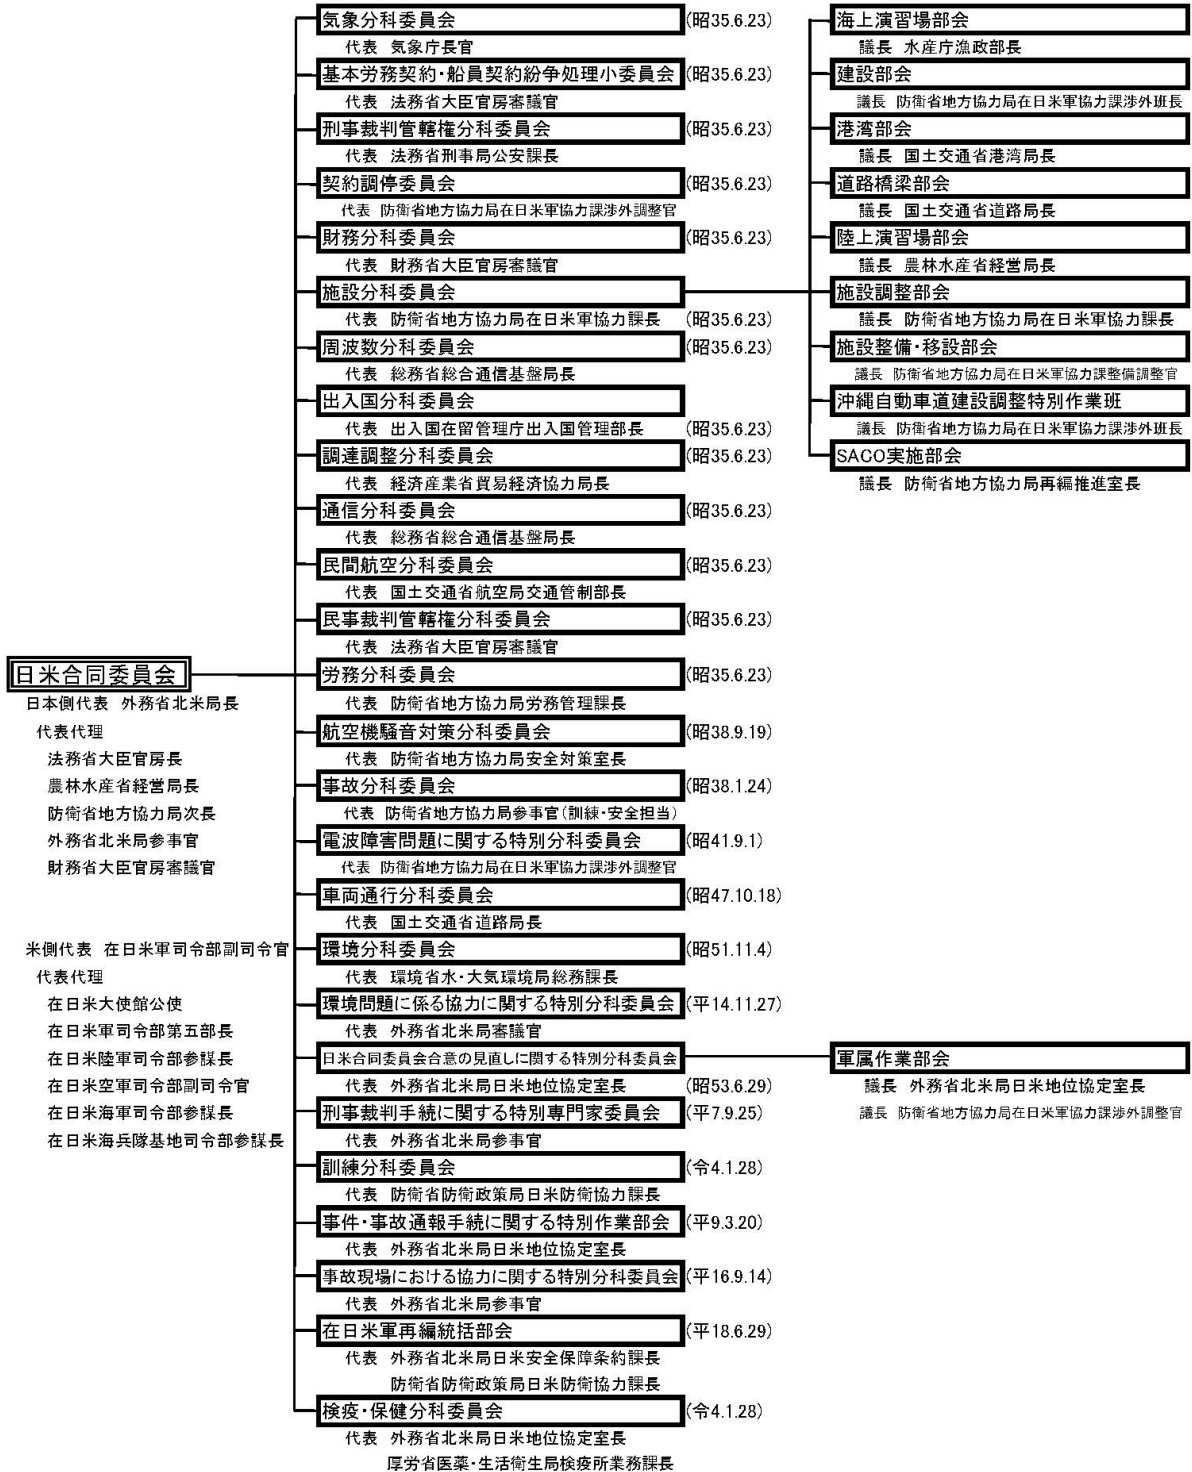 日米合同委員会
日本側代表 外務省北米局長
代表代理
法務省大臣官房長
農林水産省経営局長
防衛省地方協力局次長
外務省北米局参事官
財務省大臣官房審議官
米側代表 在日米軍司令部副司令官
代表代理
在日米大使館公使
在日米軍司令部第五部長
在日米陸軍司令部参謀長
在日米空軍司令部副司令官
在日米海軍司令部参謀長
在日米海兵隊基地司令部参謀長
気象分科委員会 (昭35.6.23)
代表 気象庁長官
基本労務契約・船員契約紛争処理小委員会 (昭35.6.23)
代表 法務省大臣官房審議官
刑事裁判管轄権分科委員会 (昭35.6.23)
代表 法務省刑事局公安課長
契約調停委員会 (昭35.6.23)
代表 防衛省地方協力局在日米軍協力課渉外調整官
財務分科委員会 (昭35.6.23)
代表 財務省大臣官房審議官
施設分科委員会
代表 防衛省地方協力局在日米軍協力課長 (昭35.6.23)
周波数分科委員会 (昭35.6.23)
代表 総務省総合通信基盤局長
出入国分科委員会
代表 出入国在留管理庁出入国管理部長 (昭35.6.23)
調達調整分科委員会 (昭35.6.23)
代表 経済産業省貿易経済協力局長
通信分科委員会 (昭35.6.23)
代表 総務省総合通信基盤局長
民間航空分科委員会 (昭35.6.23)
代表 国土交通省航空局交通管制部長
民事裁判管轄権分科委員会 (昭35.6.23)
代表 法務省大臣官房審議官
労務分科委員会 (昭35.6.23)
代表 防衛省地方協力局労務管理課長
航空機騒音対策分科委員会 (昭38.9.19)
代表 防衛省地方協力局安全対策室長
事故分科委員会 (昭38.1.24)
代表 防衛省地方協力局参事官(訓練・安全担当)
電波障害問題に関する特別分科委員会 (昭41.9.1)
代表 防衛省地方協力局在日米軍協力課渉外調整官
車両通行分科委員会 (昭47.10.18)
代表 国土交通省道路局長
環境分科委員会 (昭51.11.4)
代表 環境省水・大気環境局総務課長
環境問題に係る協力に関する特別分科委員会 (平14.11.27)
代表 外務省北米局審議官
日米合同委員会合意の見直しに関する特別分科委員会
代表 外務省北米局日米地位協定室長 (昭53.6.29)
刑事裁判手続に関する特別専門家委員会 (平7.9.25)
代表 外務省北米局参事官
訓練分科委員会 (令4.1.28)
代表 防衛省防衛政策局日米防衛協力課長
事件・事故通報手続に関する特別作業部会 (平9.3.20)
代表 外務省北米局日米地位協定室長
事故現場における協力に関する特別分科委員会 (平16.9.14)
代表 外務省北米局参事官
在日米軍再編統括部会 (平18.6.29)
代表 外務省北米局日米安全保障条約課長
防衛省防衛政策局日米防衛協力課長
検疫・保健分科委員会 (令4.1.28)
代表 外務省北米局日米地位協定室長
厚労省医薬・生活衛生局検疫所業務課長
海上演習場部会
議長 水産庁漁政部長
建設部会
議長 防衛省地方協力局在日米軍協力課渉外班長
港湾部会
議長 国土交通省港湾局長
道路橋梁部会
議長 国土交通省道路局長
陸上演習場部会
議長 農林水産省経営局長
施設調整部会
議長 防衛省地方協力局在日米軍協力課長
施設整備・移設部会
議長 防衛省地方協力局在日米軍協力課整備調整官
沖縄自動車道建設調整特別作業班
議長 防衛省地方協力局在日米軍協力課渉外班長
SACO実施部会
議長 防衛省地方協力局再編推進室長
軍属作業部会
議長 外務省北米局日米地位協定室長
議長 防衛省地方協力局在日米軍協力課渉外調整官